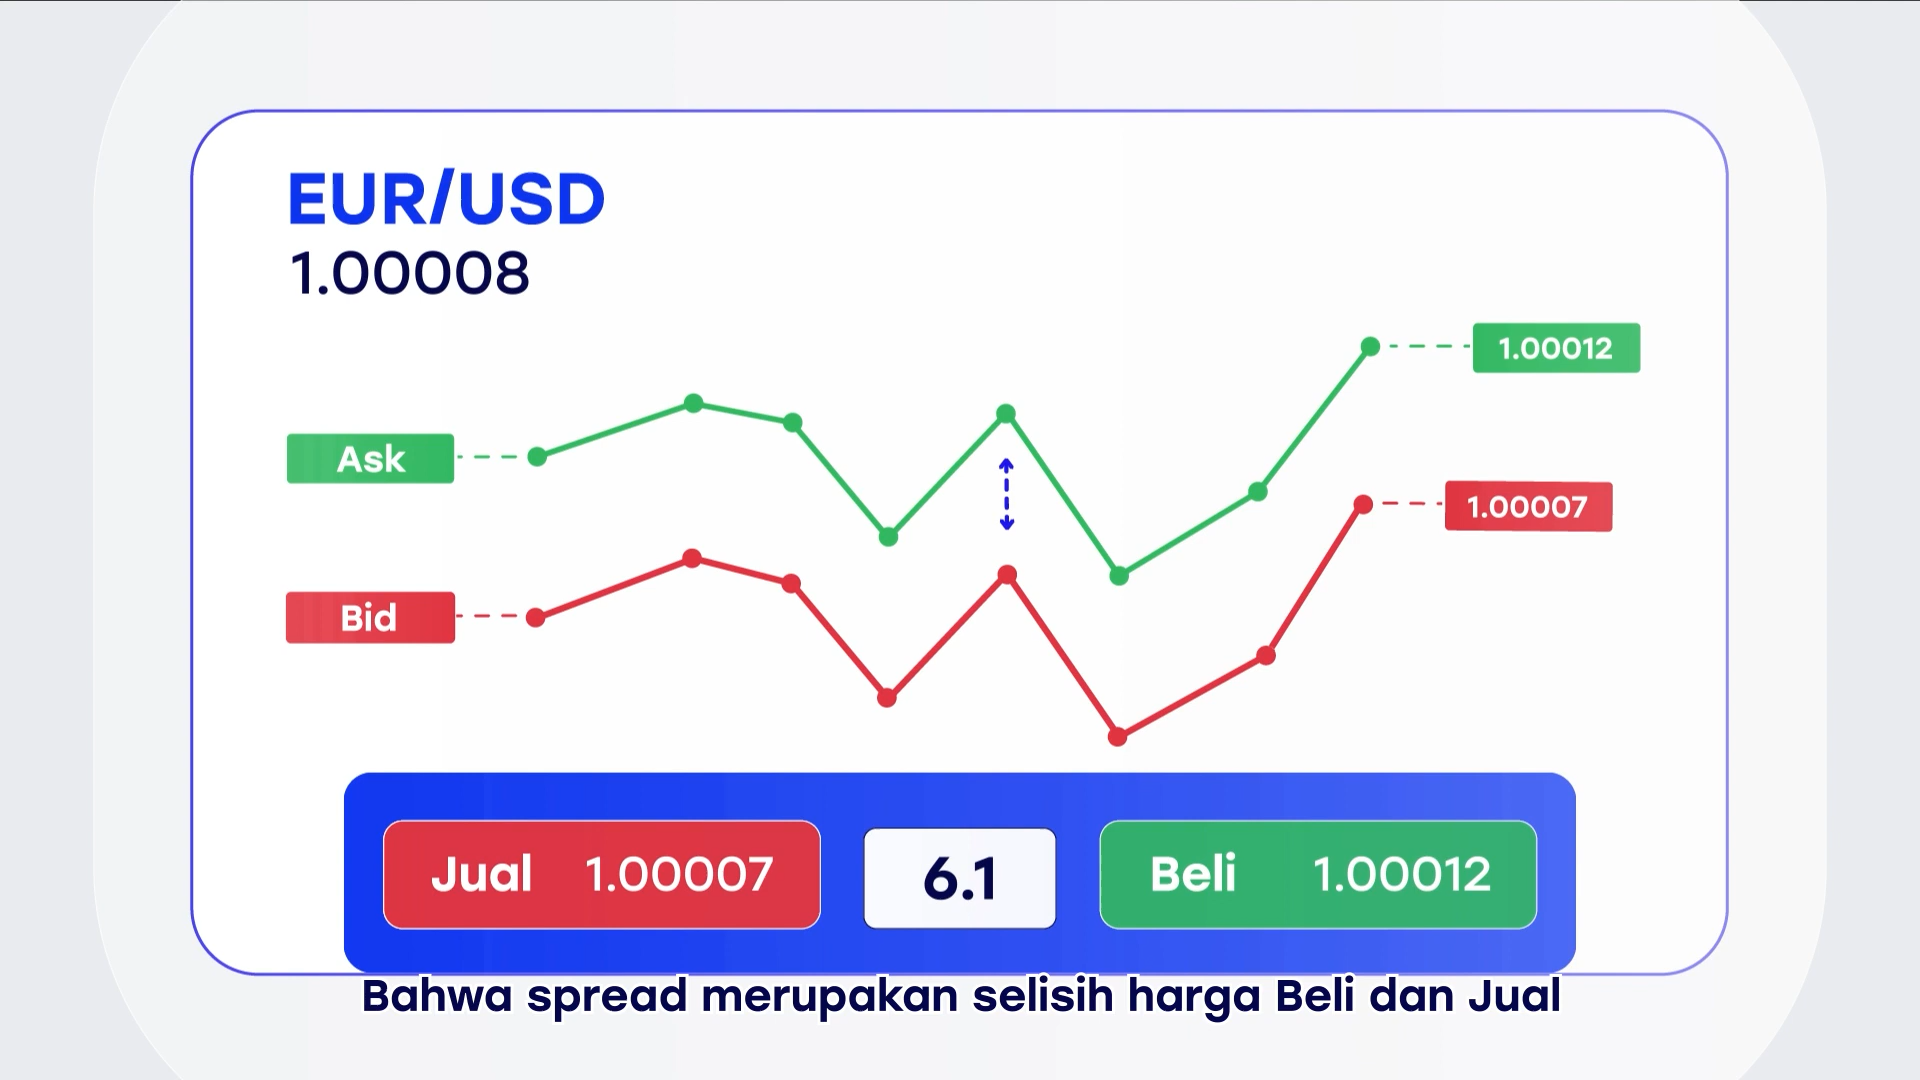 EUR/USD
1.00008
1.00012
Ask
1.00007
Bid
Jual 1.00007
6.1
Beli 1.00012
Bahwa spread merupakan selisih harga Beli dan Jual